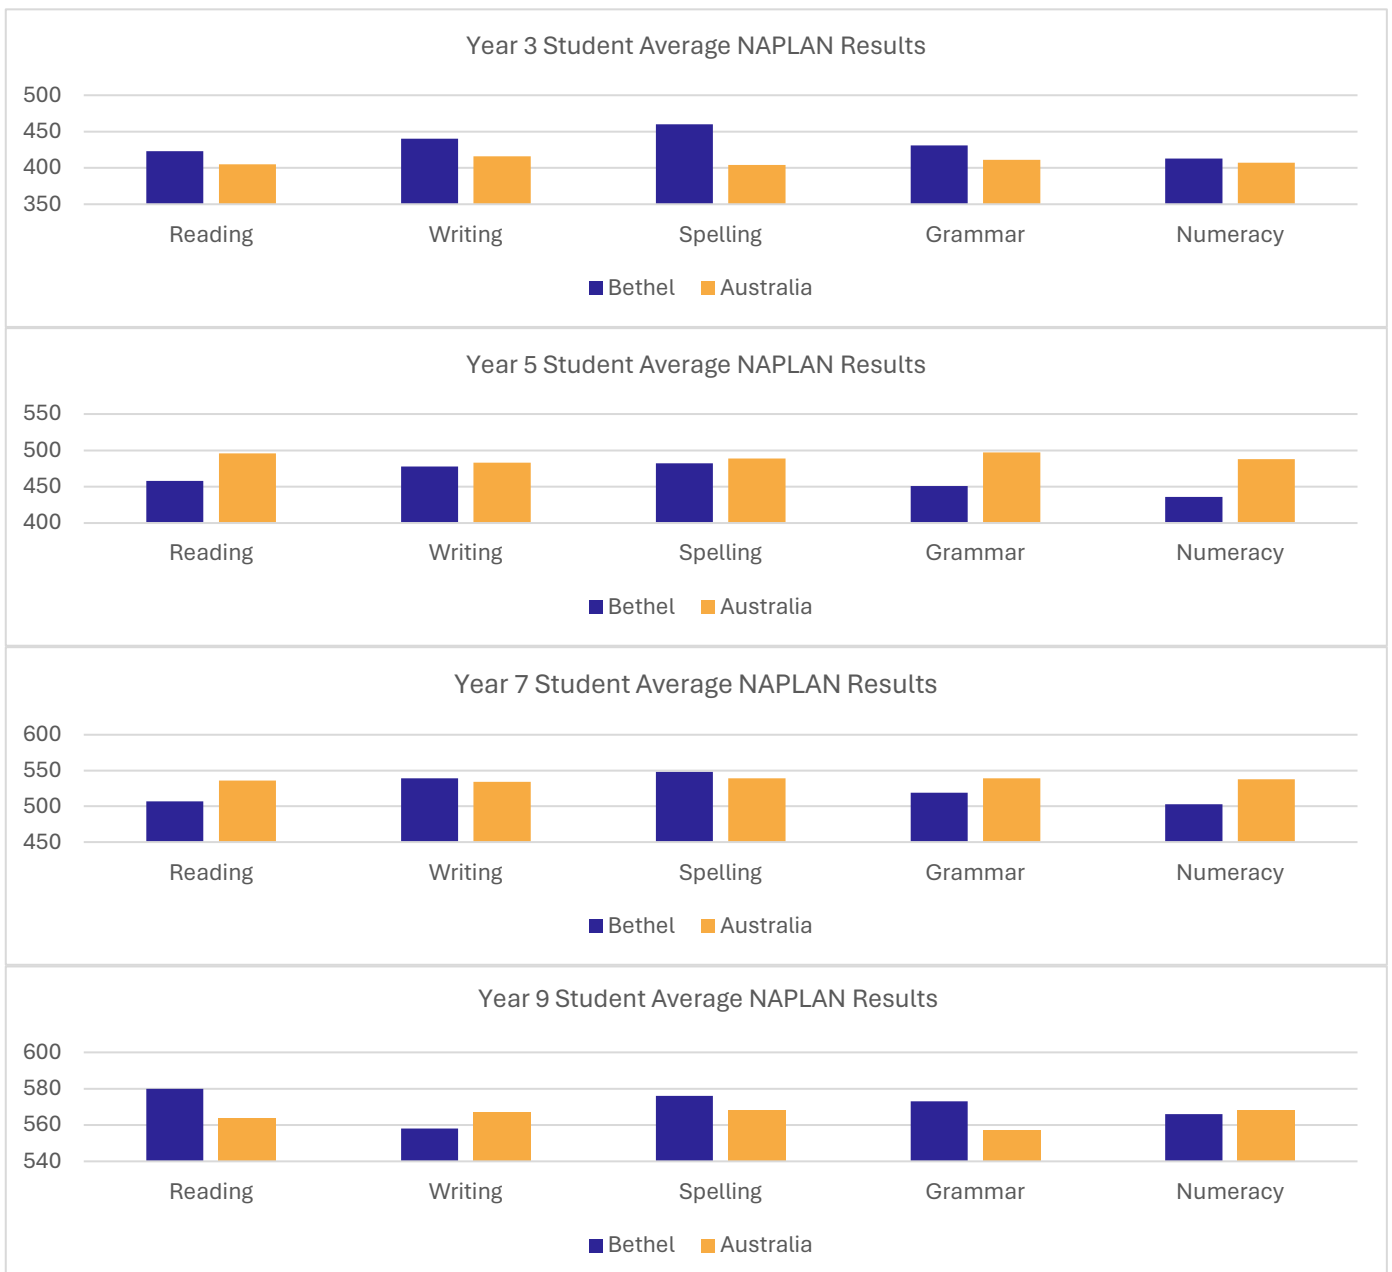 Year 3 Student Average NAPLAN Results
500
450
400
350
Reading Writing Spelling Grammar Numeracy
Bethel Australia
Year 5 Student Average NAPLAN Results
550
500
450
400
Reading Writing Spelling Grammar Numeracy
Bethel Australia
Year 7 Student Average NAPLAN Results
600
550
500
450
Reading Writing Spelling Grammar Numeracy
Bethel Australia
Year 9 Student Average NAPLAN Results
600
580
560
540
Reading Writing Spelling Grammar Numeracy
Bethel Australia